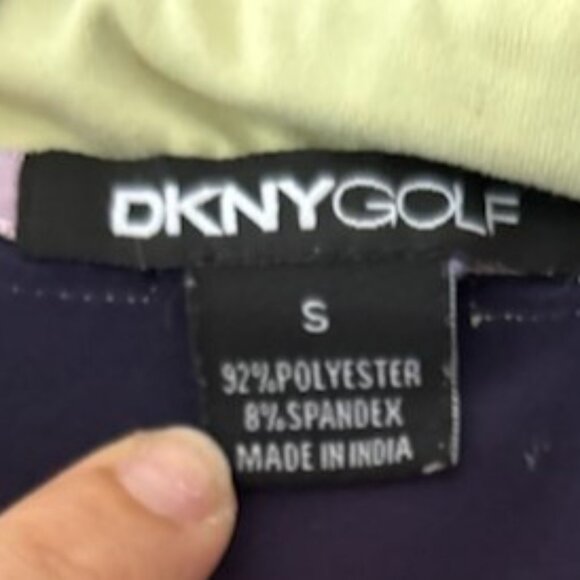 DKNYGOLF
S
92%POLYESTER
8%SPANDEX
MADE IN INDIA